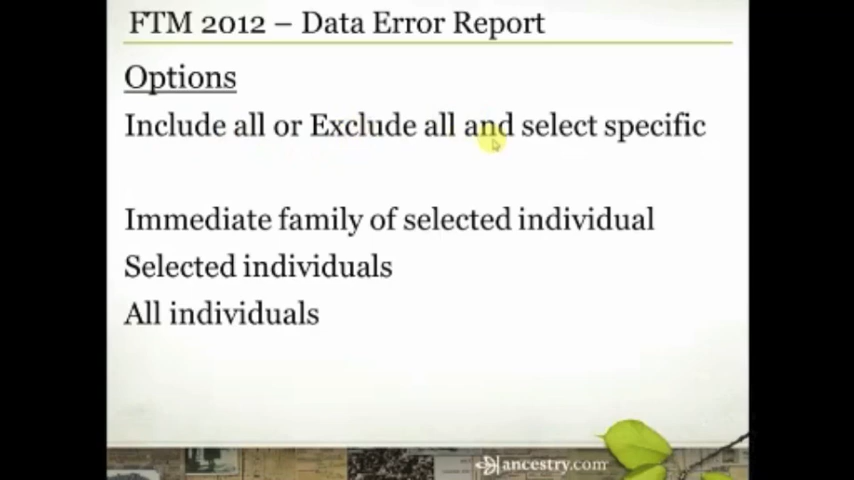 FTM 2012 – Data Error Report
Options
Include all or Exclude all and select specific
Immediate family of selected individual
Selected individuals
All individuals
ancestry.com